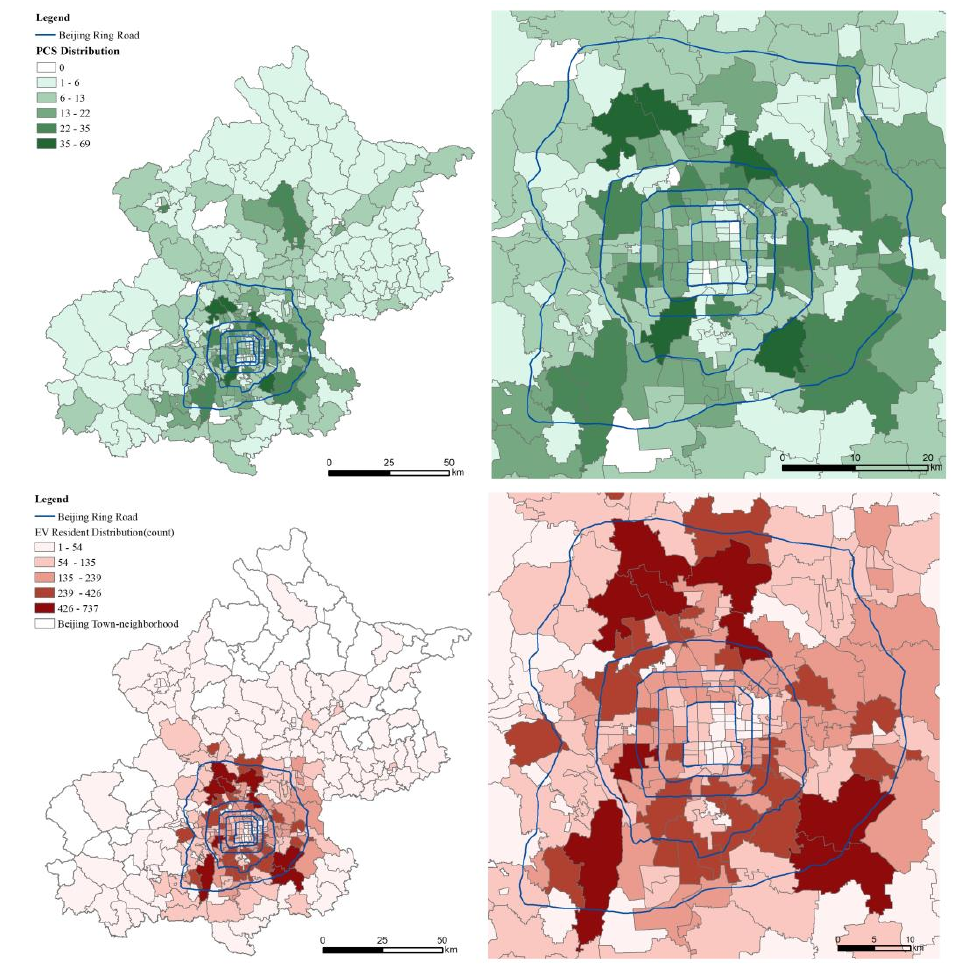 Legend
Beijing Ring Road
PCS Distribution
0
1 - 6
6 - 13
13 - 22
22 - 35
35 - 69
0 25 50
km
0 10 20
km
Legend
Beijing Ring Road
EV Resident Distribution(count)
1 - 54
54 - 135
135 - 239
239 - 426
426 - 737
Beijing Town-neighborhood
0 25 50
km
0 5 10
km